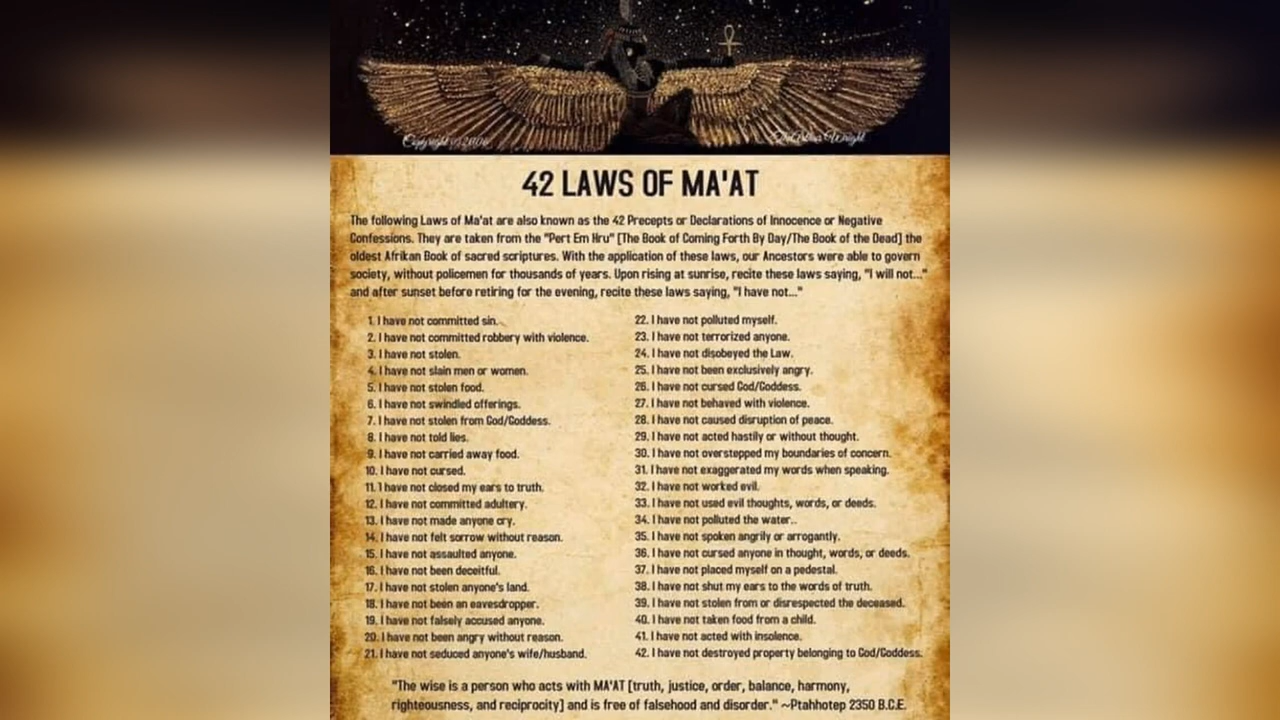 Copyright (c) 2006
Wright
42 LAWS OF MA'AT
The following Laws of Ma'at are also known as the 42 Precepts or Declarations of Innocence or Negative
Confessions. They are taken from the "Pert Em Hru" [The Book of Coming Forth By Day/The Book of the Dead] the
oldest Afrikan Book of sacred scriptures. With the application of these laws, our Ancestors were able to govern
society, without policemen for thousands of years. Upon rising at sunrise, recite these laws saying, "I will not..."
and after sunset before retiring for the evening, recite these laws saying, "I have not..."
1. I have not committed sin.
2. I have not committed robbery with violence.
3. I have not stolen.
4. I have not slain men or women.
5. I have not stolen food.
6. I have not swindled offerings.
7. I have not stolen from God/Goddess.
8. I have not told lies.
9. I have not carried away food.
10. I have not cursed.
11. I have not closed my ears to truth.
12. I have not committed adultery.
13. I have not made anyone cry.
14. I have not felt sorrow without reason.
15. I have not assaulted anyone.
16. I have not been deceitful.
17. I have not stolen anyone's land.
18. I have not been an eavesdropper.
19. I have not falsely accused anyone.
20. I have not been angry without reason.
21. I have not seduced anyone's wife/husband.
22. I have not polluted myself.
23. I have not terrorized anyone.
24. I have not disobeyed the Law.
25. I have not been exclusively angry.
26. I have not cursed God/Goddess.
27. I have not behaved with violence.
28. I have not caused disruption of peace.
29. I have not acted hastily or without thought.
30. I have not overstepped my boundaries of concern.
31. I have not exaggerated my words when speaking.
32. I have not worked evil.
33. I have not used evil thoughts, words, or deeds.
34. I have not polluted the water..
35. I have not spoken angrily or arrogantly.
36. I have not cursed anyone in thought, words, or deeds.
37. I have not placed myself on a pedestal.
38. I have not shut my ears to the words of truth.
39. I have not stolen from or disrespected the deceased.
40. I have not taken food from a child.
41. I have not acted with insolence.
42. I have not destroyed property belonging to God/Goddess.
"The wise is a person who acts with MA'AT [truth, justice, order, balance, harmony,
righteousness, and reciprocity] and is free of falsehood and disorder." ~Ptahhotep 2350 B.C.E.